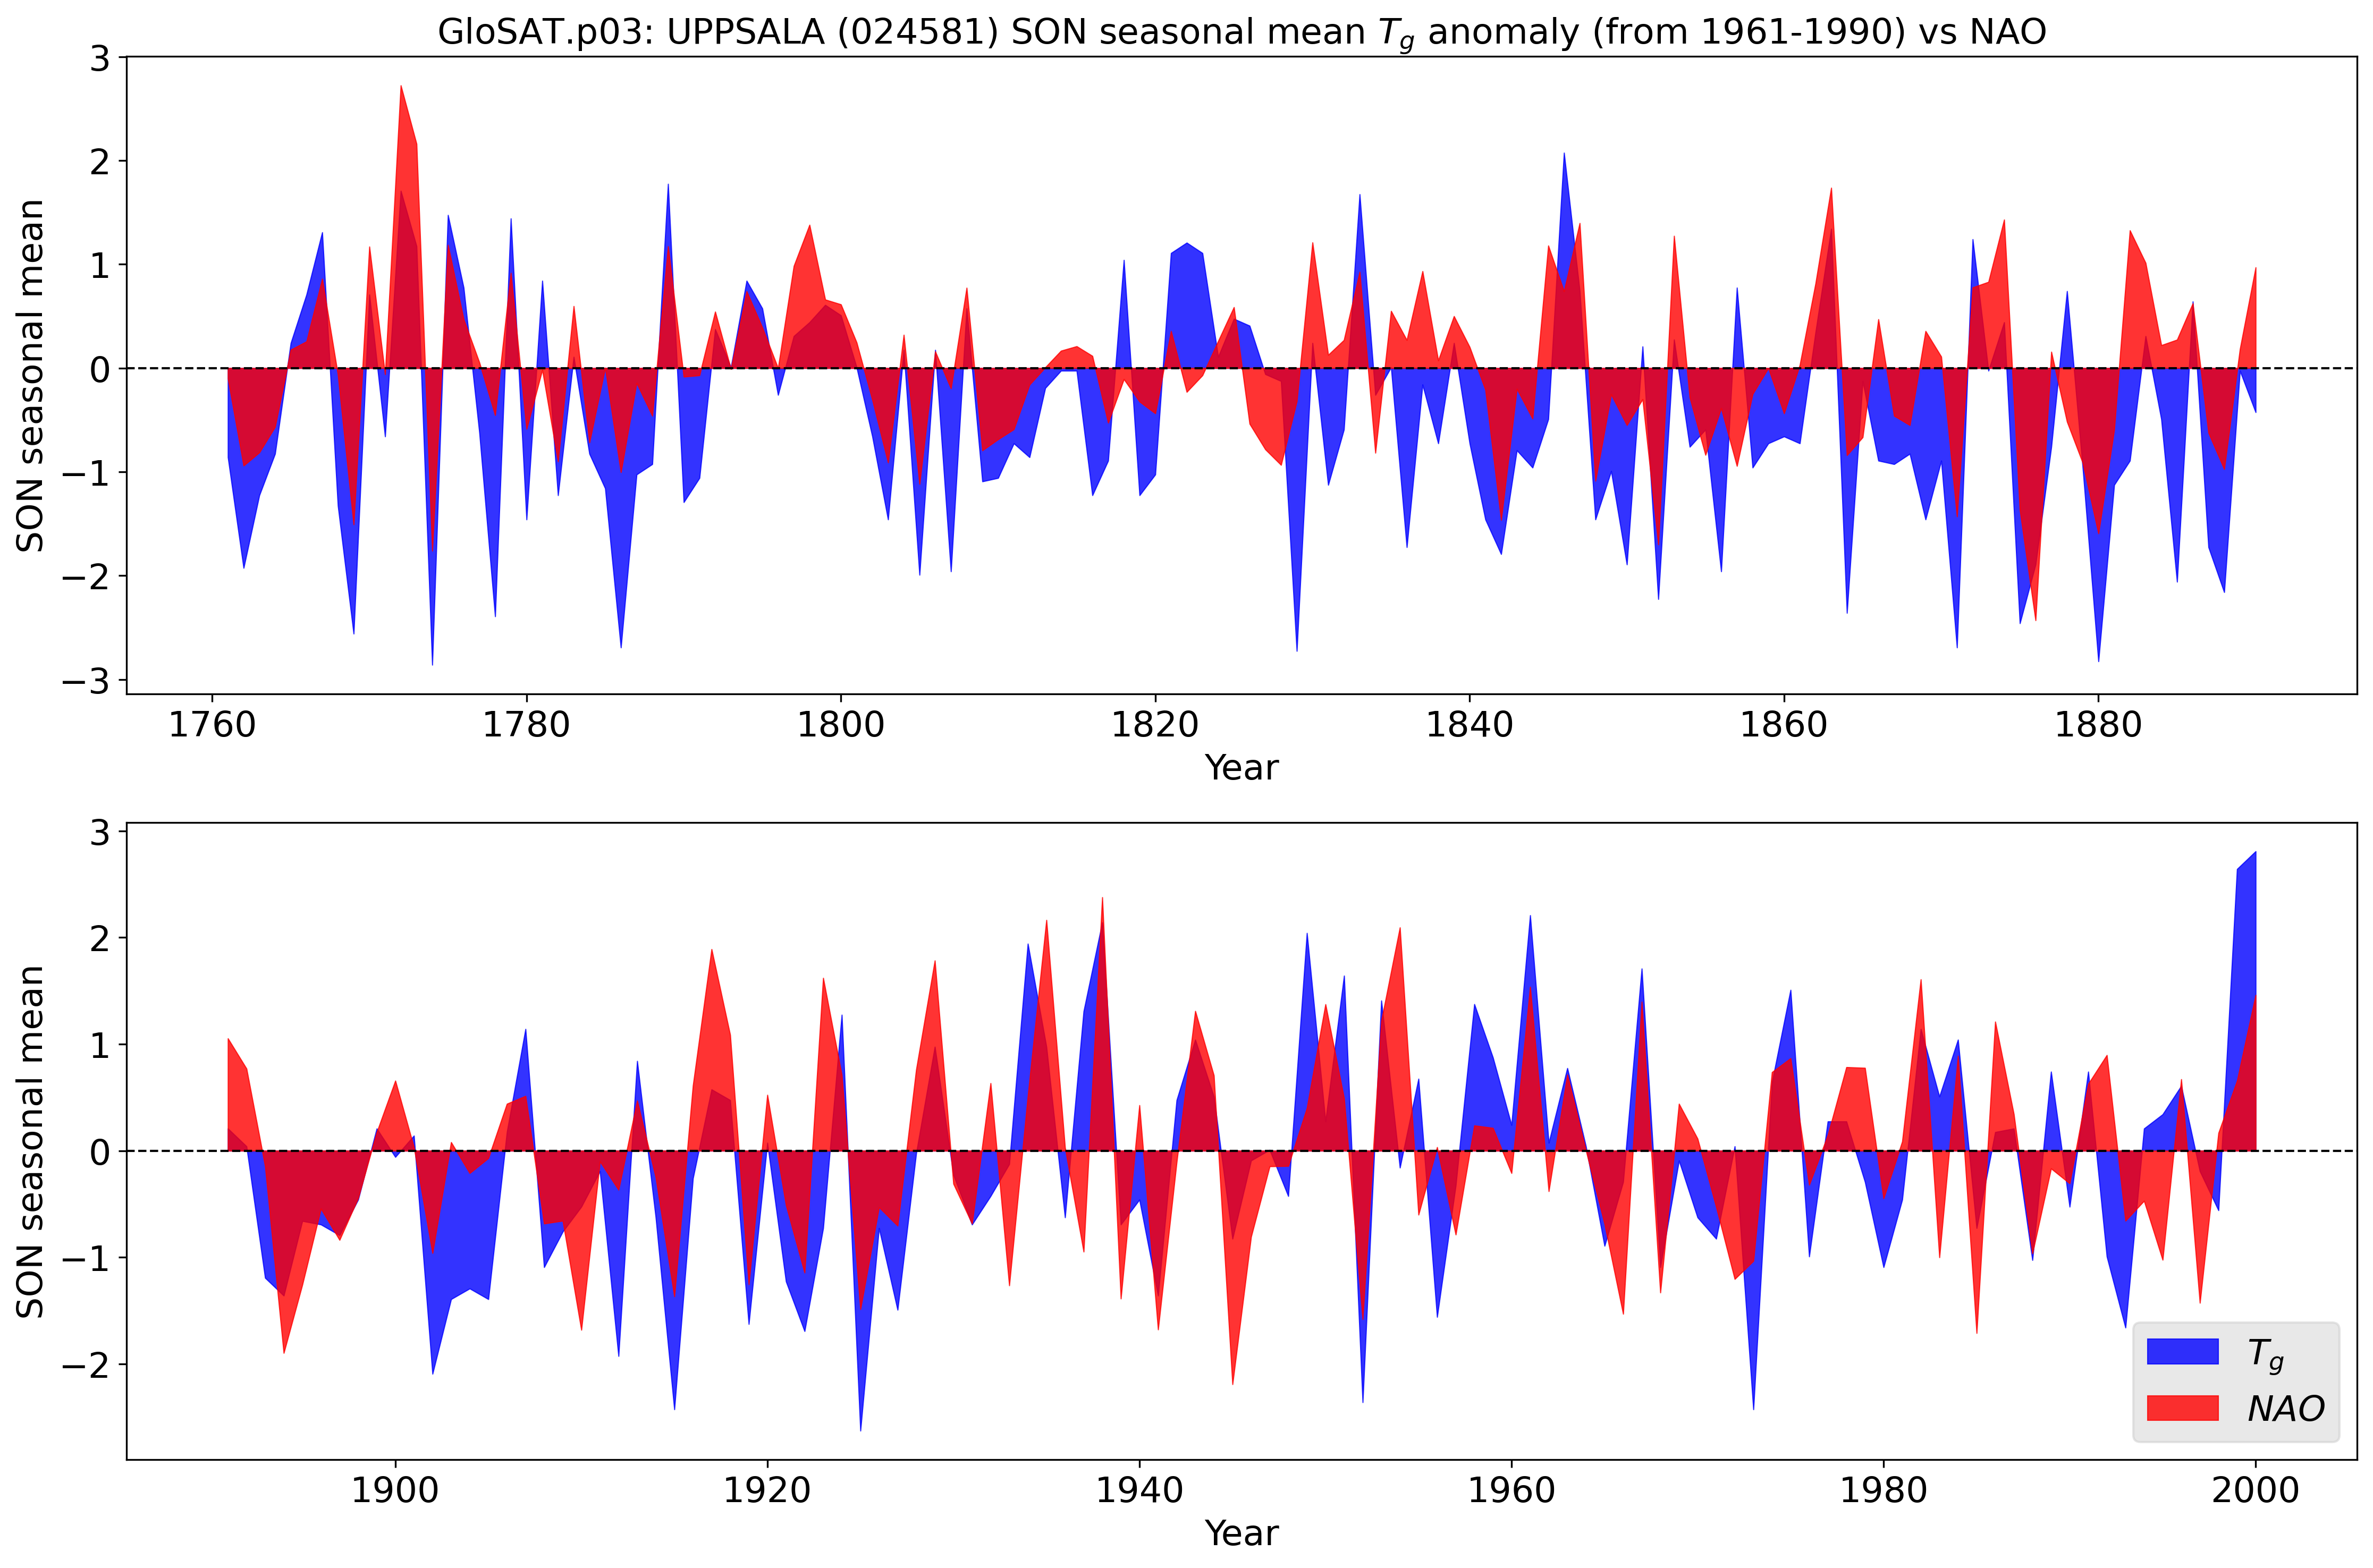 GloSAT.p03: UPPSALA (024581) SON seasonal mean T_g anomaly (from 1961-1990) vs NAO
3
2
1
0
−1
−2
−3
SON seasonal mean
1760 1780 1800 1820 1840 1860 1880
Year
3
2
1
0
−1
−2
SON seasonal mean
T_g
NAO
1900 1920 1940 1960 1980 2000
Year